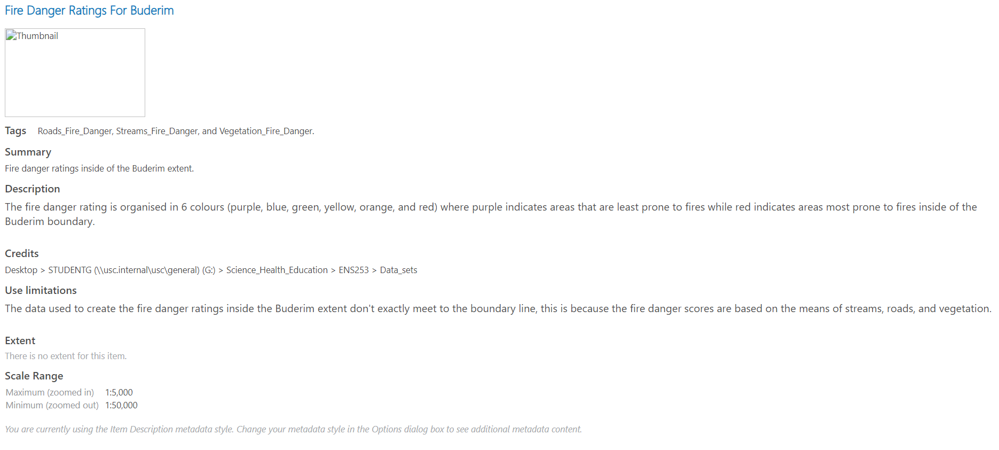 Fire Danger Ratings For Buderim
Thumbnail
Tags Roads_Fire_Danger, Streams_Fire_Danger, and Vegetation_Fire_Danger.
Summary
Fire danger ratings inside of the Buderim extent.
Description
The fire danger rating is organised in 6 colours (purple, blue, green, yellow, orange, and red) where purple indicates areas that are least prone to fires while red indicates areas most prone to fires inside of the
Buderim boundary.
Credits
Desktop > STUDENTG (\\usc.internal\usc\general) (G:) > Science_Health_Education > ENS253 > Data_sets
Use limitations
The data used to create the fire danger ratings inside the Buderim extent don't exactly meet to the boundary line, this is because the fire danger scores are based on the means of streams, roads, and vegetation.
Extent
There is no extent for this item.
Scale Range
Maximum (zoomed in) 1:5,000
Minimum (zoomed out) 1:50,000
You are currently using the Item Description metadata style. Change your metadata style in the Options dialog box to see additional metadata content.